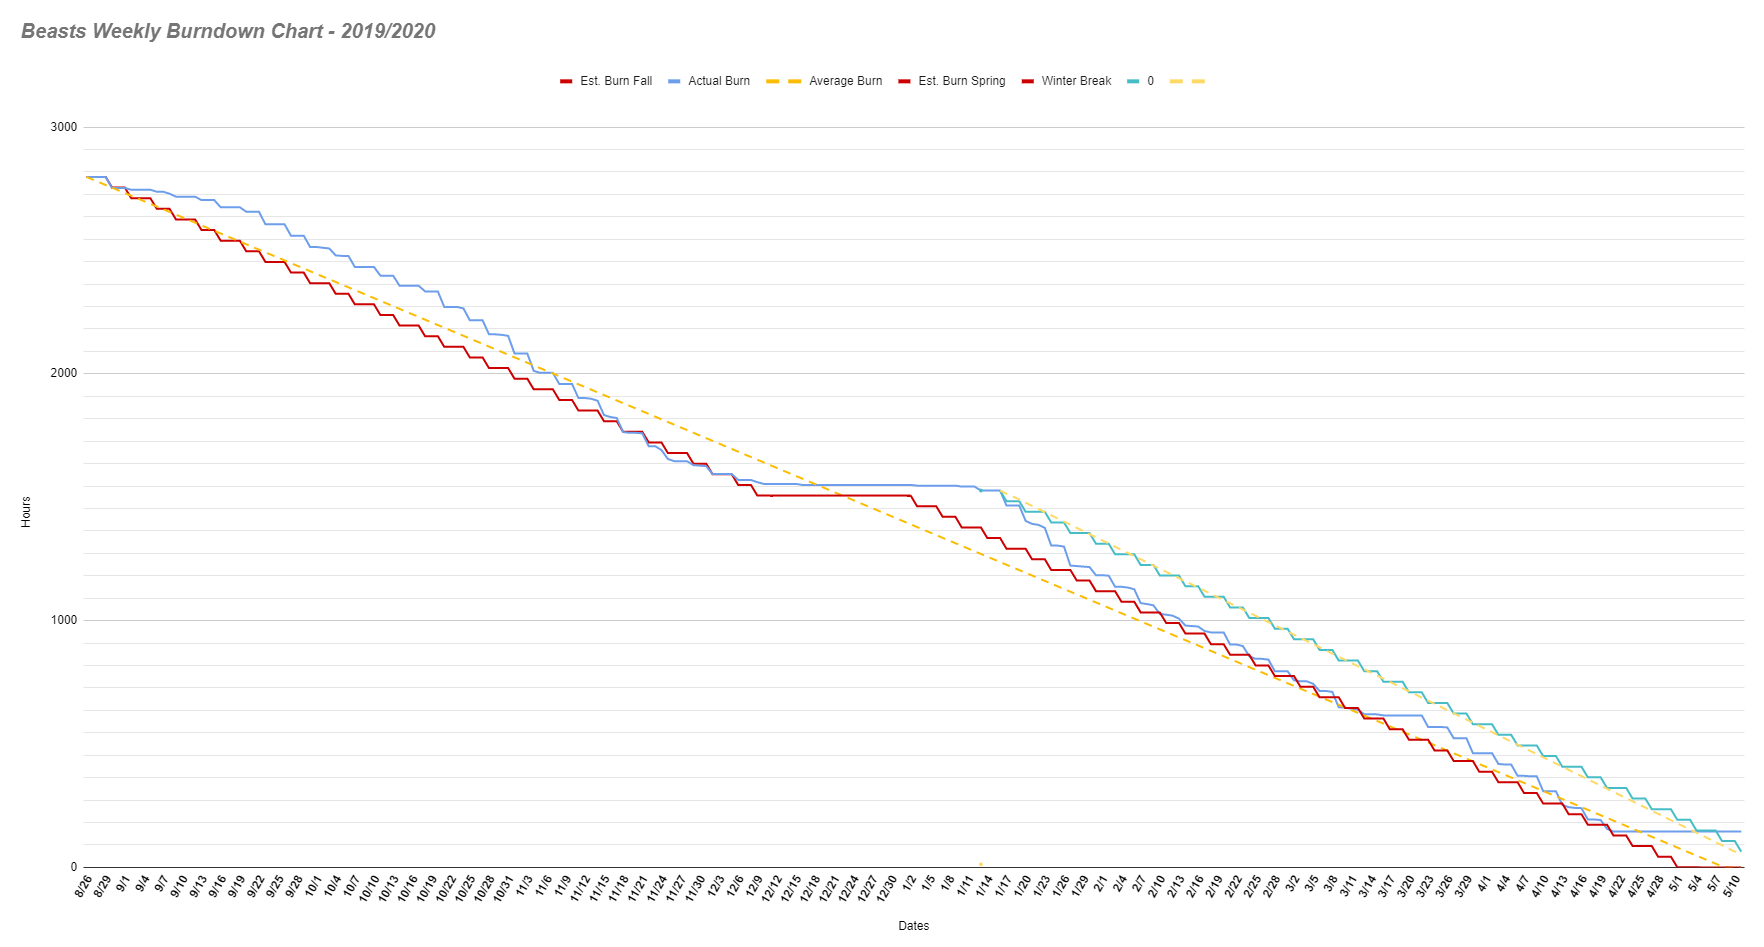 Beasts Weekly Burndown Chart - 2019/2020
Est. Burn Fall Actual Burn Average Burn Est. Burn Spring Winter Break 0
3000
2000
1000
0
Hours
8/26 8/29 9/1 9/4 9/7 9/10 9/13 9/16 9/19 9/22 9/25 9/28 10/1 10/4 10/7 10/10 10/13 10/16 10/19 10/22 10/25 10/28 10/31 11/3 11/6 11/9 11/12 11/15 11/18 11/21 11/24 11/27 11/30 12/3 12/6 12/9 12/12 12/15 12/18 12/21 12/24 12/27 12/30 1/2 1/5 1/8 1/11 1/14 1/17 1/20 1/23 1/26 1/29 2/1 2/4 2/7 2/10 2/13 2/16 2/19 2/22 2/25 2/28 3/2 3/5 3/8 3/11 3/14 3/17 3/20 3/23 3/26 3/29 4/1 4/4 4/7 4/10 4/13 4/16 4/19 4/22 4/25 4/28 5/1 5/4 5/7 5/10
Dates